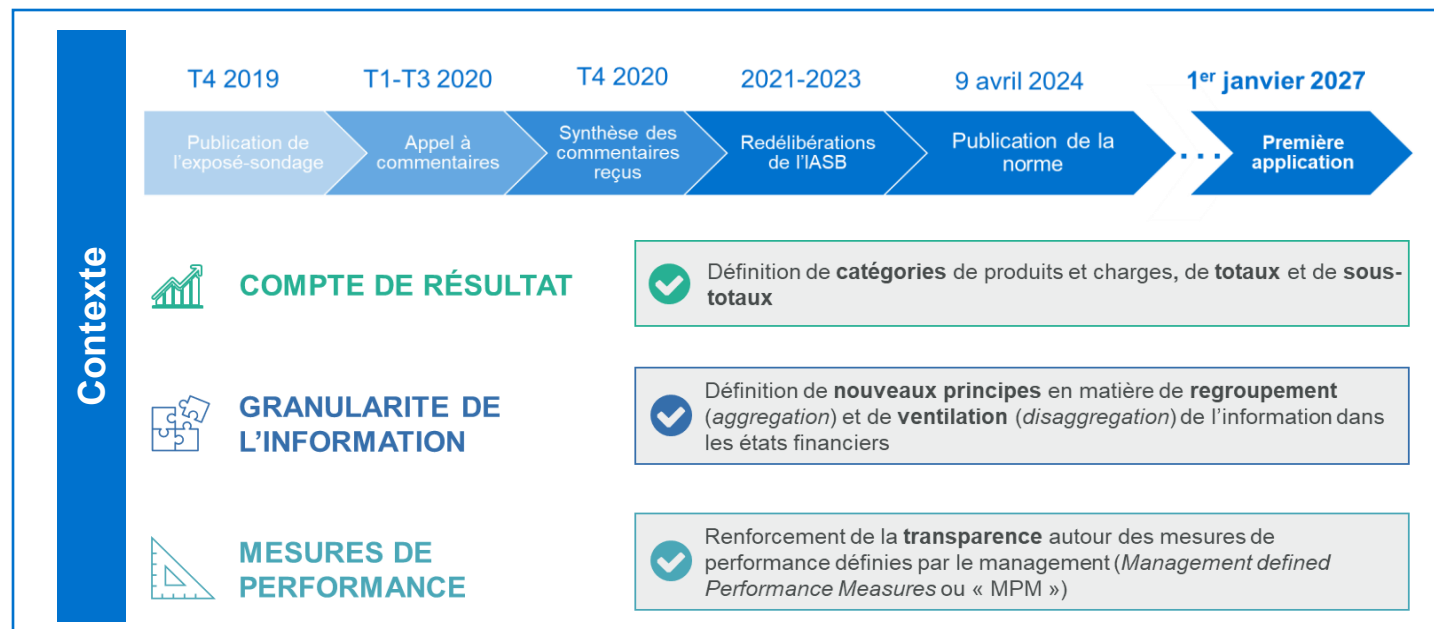 Contexte
T4 2019
T1-T3 2020
T4 2020
2021-2023
9 avril 2024
1er janvier 2027
Publication de
l'exposé-sondage
Appel à
commentaires
Synthèse des
commentaires
reçus
Redélibérations
de l'IASB
Publication de la
norme
...
Première
application
COMPTE DE RÉSULTAT
Définition de catégories de produits et charges, de totaux et de sous-
totaux
GRANULARITE DE
L'INFORMATION
Définition de nouveaux principes en matière de regroupement
(aggregation) et de ventilation (disaggregation) de l'information dans
les états financiers
MESURES DE
PERFORMANCE
Renforcement de la transparence autour des mesures de
performance définies par le management (Management defined
Performance Measures ou « MPM »)